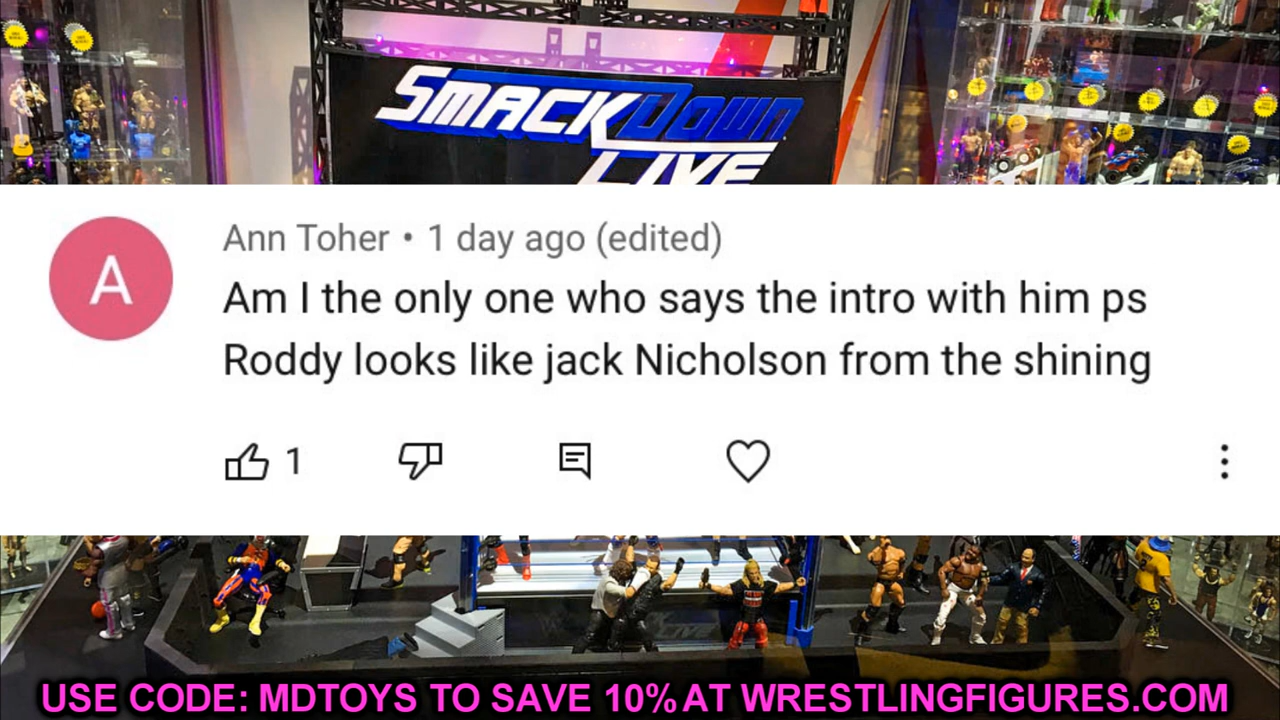 SMACKDOWN
LIVE
A
Ann Toher • 1 day ago (edited)
Am I the only one who says the intro with him ps
Roddy looks like jack Nicholson from the shining
1
USE CODE: MDTOYS TO SAVE 10% AT WRESTLINGFIGURES.COM